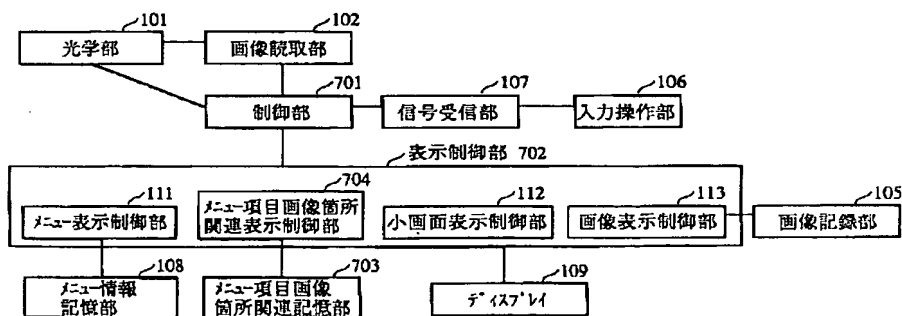 101
102
光学部
画像読取部
701
107
106
制御部
信号受信部
入力操作部
表示制御部 702
111
704
112
113
105
メニュー表示制御部
メニュー項目画像箇所
関連表示制御部
小画面表示制御部
画像表示制御部
画像記録部
108
703
109
メニュー情報
記憶部
メニュー項目画像
箇所関連記憶部
ディスプレイ